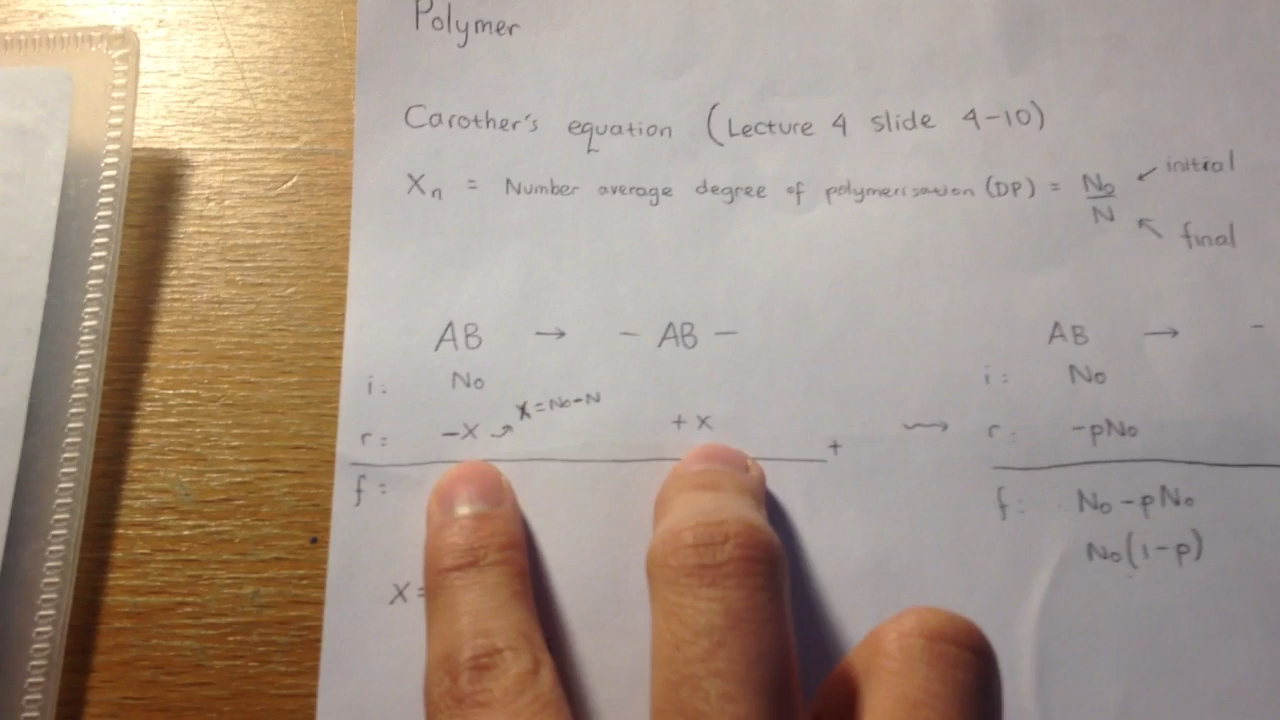 Polymer
Carother's equation (Lecture 4 slide 4-10)
Xn = Number average degree of polymerisation (DP) = No/N
initial
final
AB → - AB -
i: No
r: -x x = No-N +x +
f:
x =
AB → -
i: No
r: -pNo
f: No-pNo
No(1-p)